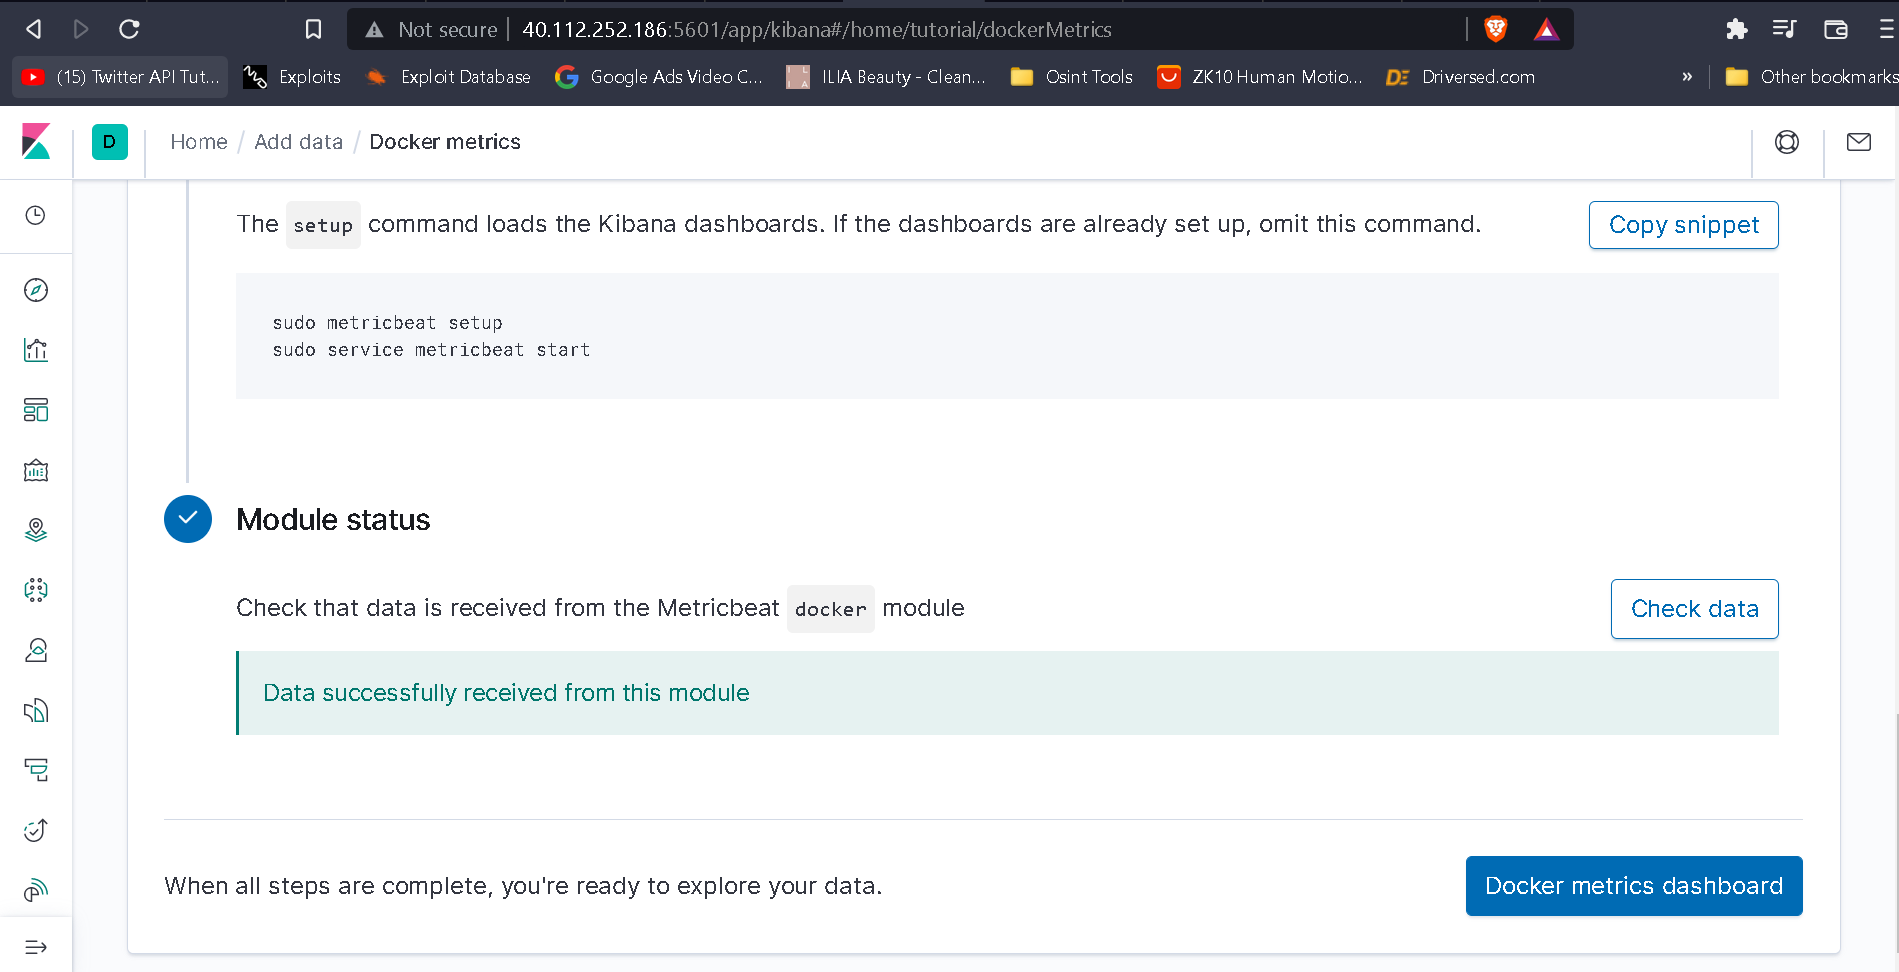 Not secure 40.112.252.186:5601/app/kibana#/home/tutorial/dockerMetrics
(15) Twitter API Tut... Exploits Exploit Database Google Ads Video C... ILIA Beauty - Clean... Osint Tools ZK10 Human Motio... Driversed.com » Other bookmarks
D Home / Add data / Docker metrics
The setup command loads the Kibana dashboards. If the dashboards are already set up, omit this command. Copy snippet
sudo metricbeat setup
sudo service metricbeat start
Module status
Check that data is received from the Metricbeat docker module Check data
Data successfully received from this module
When all steps are complete, you're ready to explore your data. Docker metrics dashboard